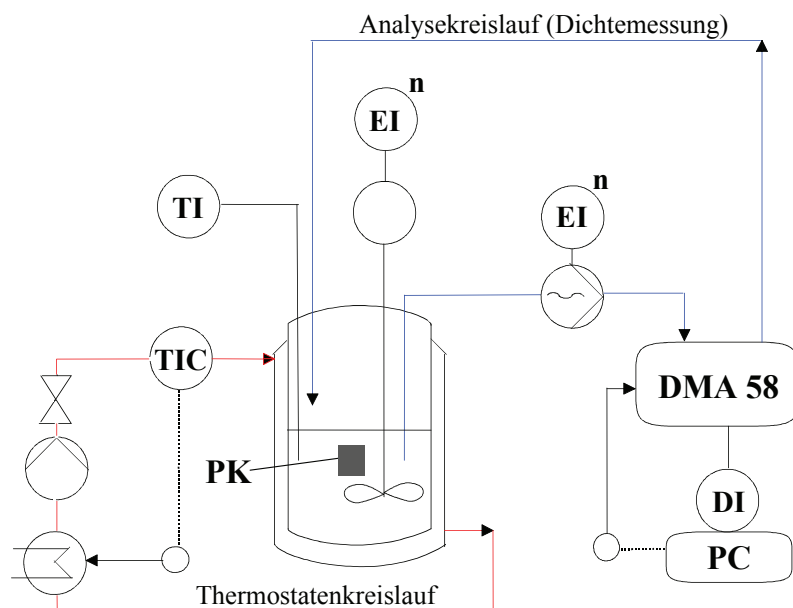 Analysekreislauf (Dichtemessung)
n
EI
TI
n
EI
TIC
DMA 58
PK
DI
PC
Thermostatenkreislauf